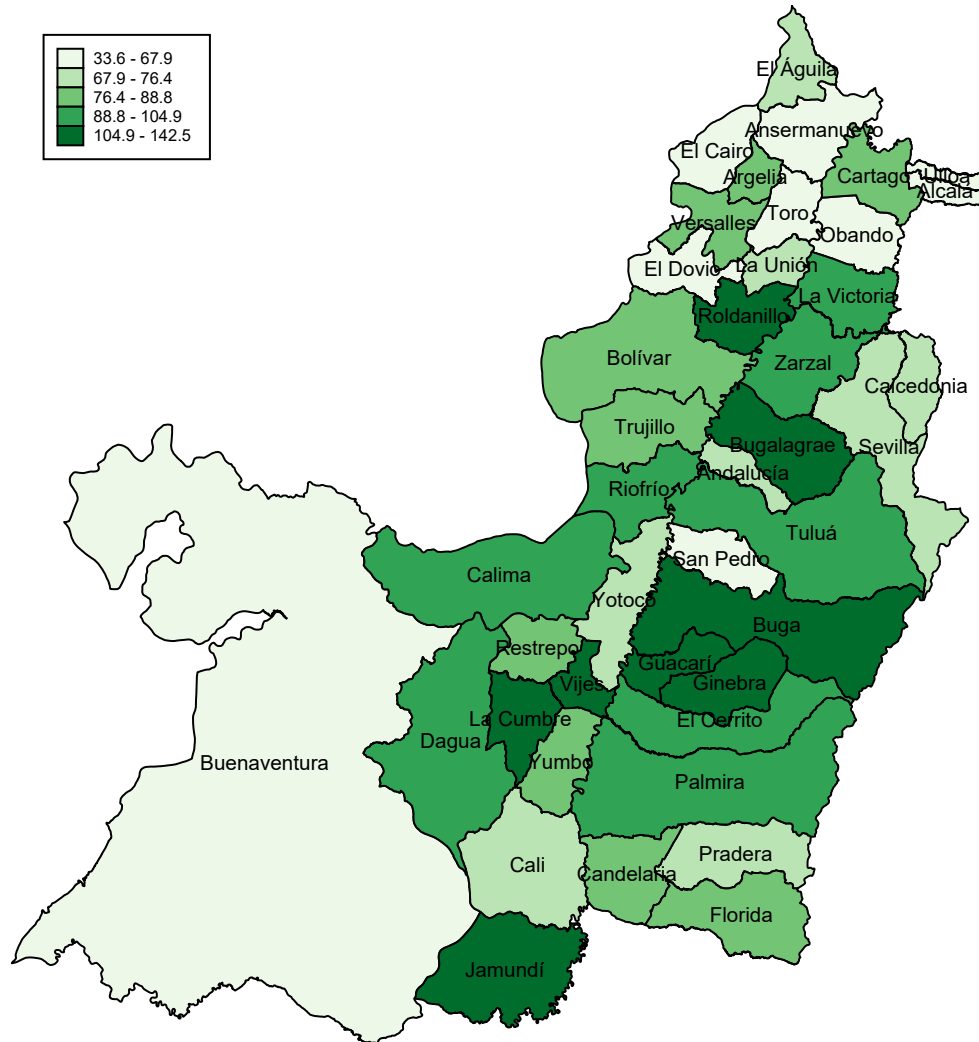 33.6 - 67.9
67.9 - 76.4
76.4 - 88.8
88.8 - 104.9
104.9 - 142.5
El Águila
Ansermanuevo
El Cairo
Argelia
Cartago
Ulloa
Alcalá
Versalles
Toro
Obando
El Dovio
La Unión
La Victoria
Roldanillo
Bolívar
Zarzal
Caicedonia
Trujillo
Bugalagrae
Sevilla
Andalucía
Riofrío
Tuluá
San Pedro
Calima
Yotoco
Buga
Restrepo
Guacarí
Vijes
Ginebra
La Cumbre
El Cerrito
Dagua
Buenaventura
Yumbo
Palmira
Cali
Pradera
Candelaria
Florida
Jamundí